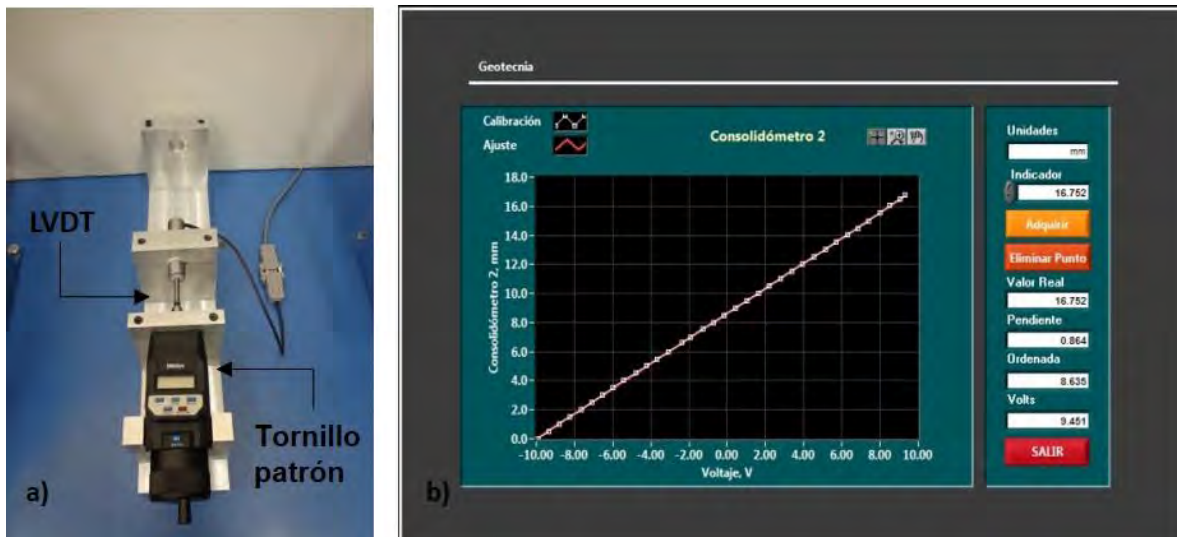 LVDT
Tornillo
patrón
a)
Geotecnia
Calibración
Ajuste
Consolidómetro 2
18.0
16.0
14.0
12.0
10.0
8.0
6.0
4.0
2.0
0.0
Consolidómetro 2, mm
-10.00 -8.00 -6.00 -4.00 -2.00 0.00 2.00 4.00 6.00 8.00 10.00
Voltaje, V
Unidades
mm
Indicador
16.752
Adquirir
Eliminar Punto
Valor Real
16.752
Pendiente
0.864
Ordenada
8.635
Volts
9.451
SALIR
b)